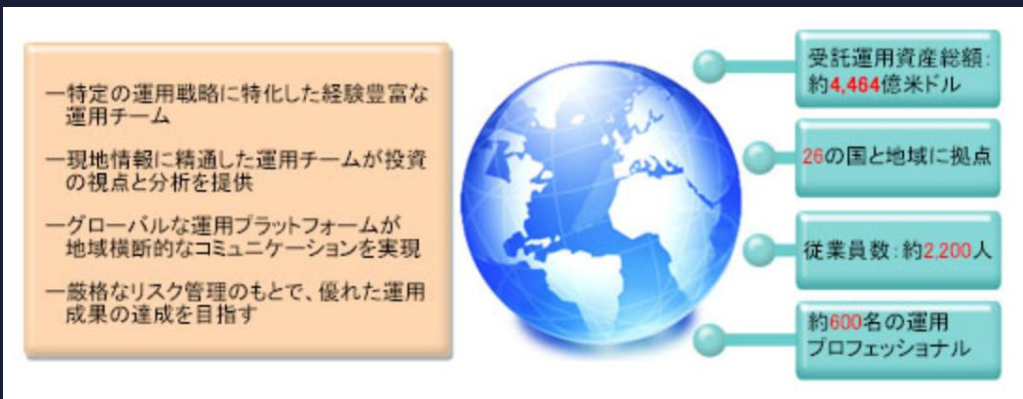 ―特定の運用戦略に特化した経験豊富な
運用チーム
―現地情報に精通した運用チームが投資
の視点と分析を提供
―グローバルな運用プラットフォームが
地域横断的なコミュニケーションを実現
―厳格なリスク管理のもとで、優れた運用
成果の達成を目指す
受託運用資産総額:
約4,464億米ドル
26の国と地域に拠点
従業員数:約2,200人
約600名の運用
プロフェッショナル